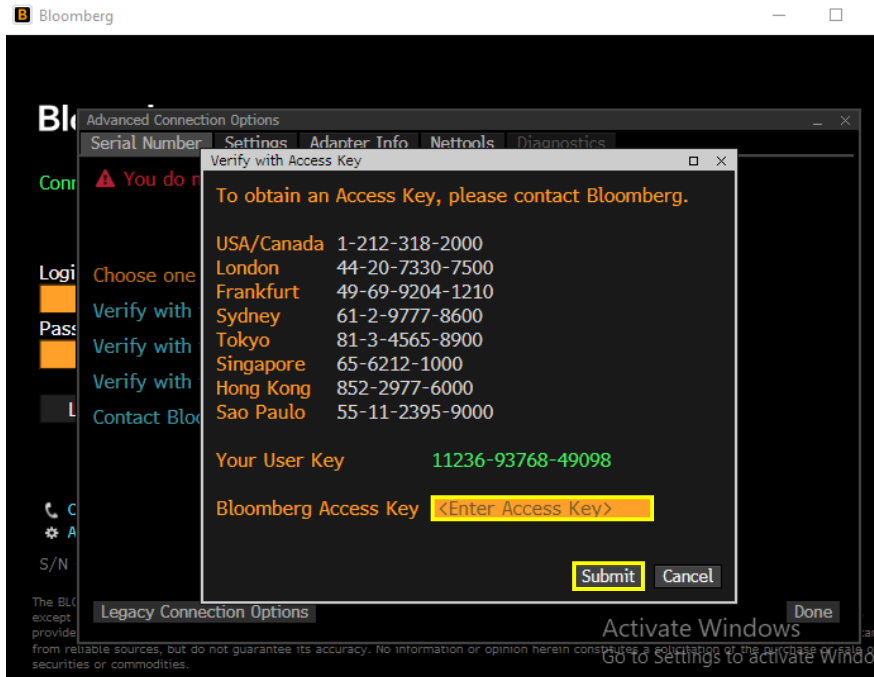 B Bloomberg
Advanced Connection Options
Serial Number Settings Adapter Info Nettools Diagnostics
Verify with Access Key
You do
To obtain an Access Key, please contact Bloomberg.
USA/Canada 1-212-318-2000
London 44-20-7330-7500
Frankfurt 49-69-9204-1210
Sydney 61-2-9777-8600
Tokyo 81-3-4565-8900
Singapore 65-6212-1000
Hong Kong 852-2977-6000
Sao Paulo 55-11-2395-9000
Choose one
Verify with
Verify with
Verify with
Contact
Your User Key 11236-93768-49098
Bloomberg Access Key <Enter Access Key>
Submit Cancel
S/N
Legacy Connection Options Done
The
except
Activate Windows
from reliable sources, but do not guarantee its accuracy. No information or opinion herein constitutes a solicitation of the purchase or sale
Go to Settings to activate
securities or commodities.